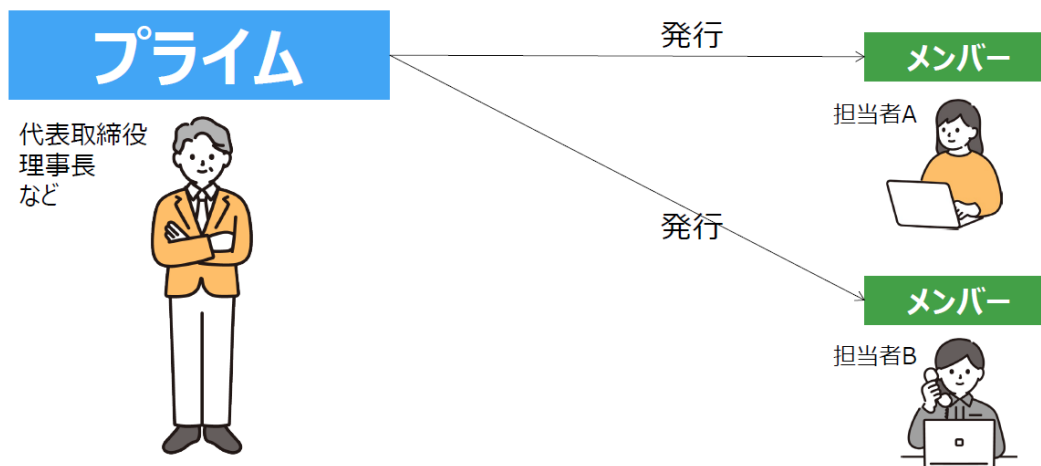 プライム
発行
メンバー
代表取締役
理事長
など
担当者A
発行
メンバー
担当者B